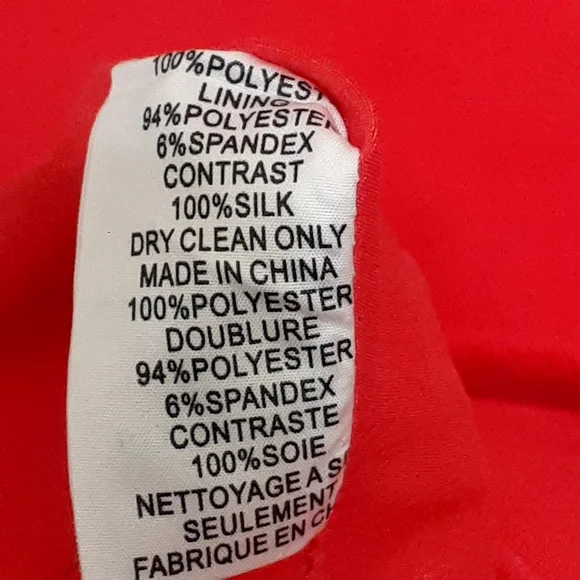 100%POLYEST
LINING
94%POLYESTER
6%SPANDEX
CONTRAST
100%SILK
DRY CLEAN ONLY
MADE IN CHINA
100%POLYESTER
DOUBLURE
94%POLYESTER
6%SPANDEX
CONTRASTE
100%SOIE
NETTOYAGE A S
SEULEMENT
FABRIQUE EN CH